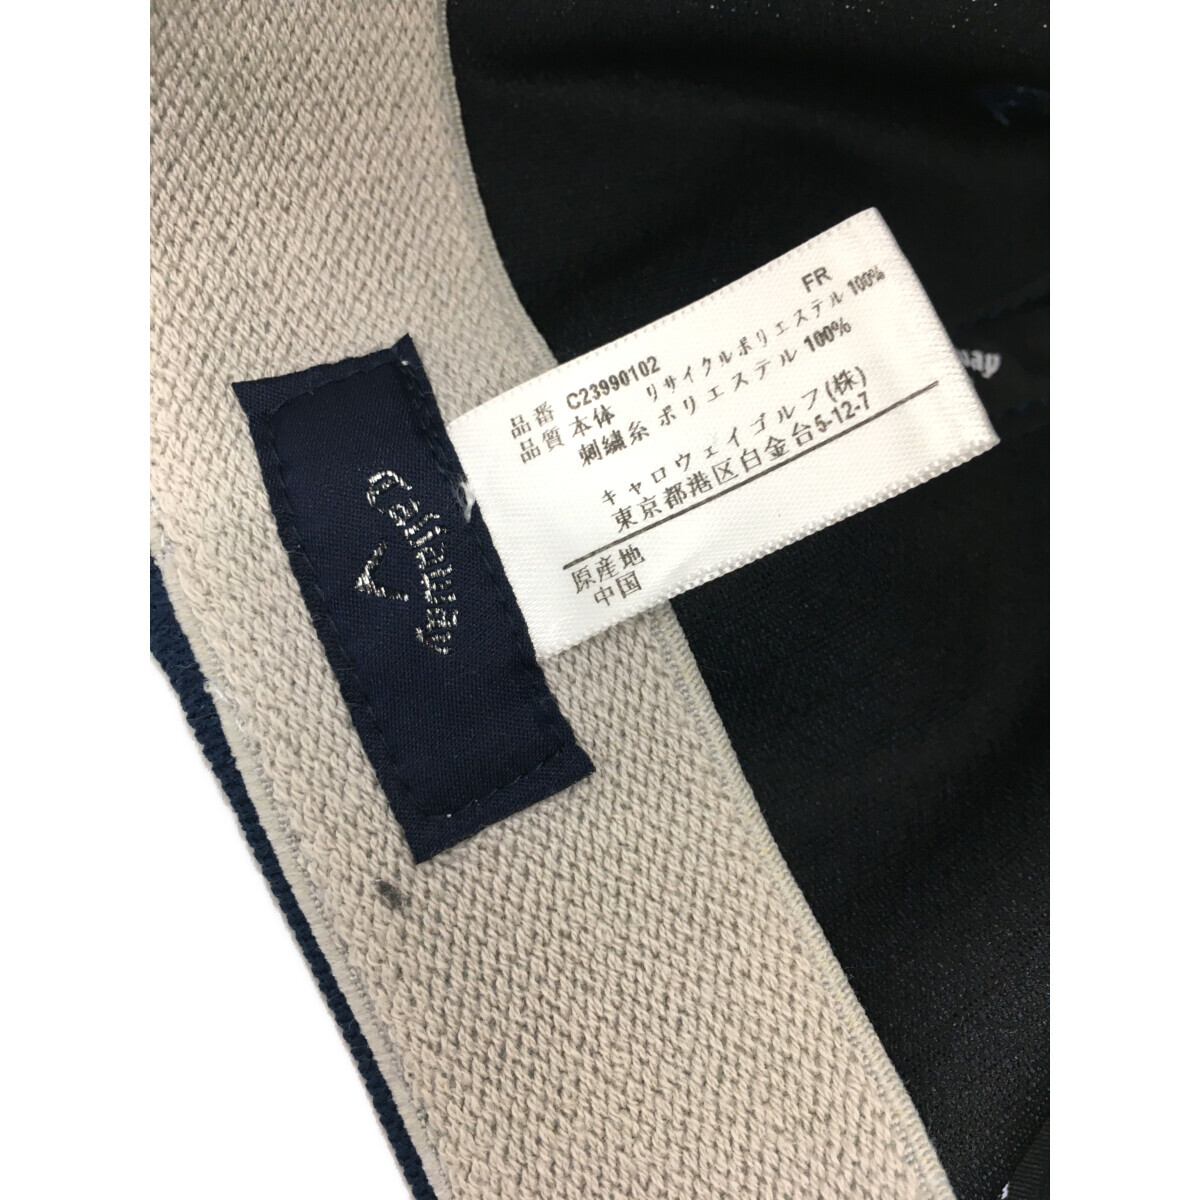 FR
品番 C23990102
品質 本体 リサイクルポリエステル 100%
刺繍糸 ポリエステル 100%
キャロウェイゴルフ(株)
東京都港区白金台5-12-7
原産地
中国
Callaway